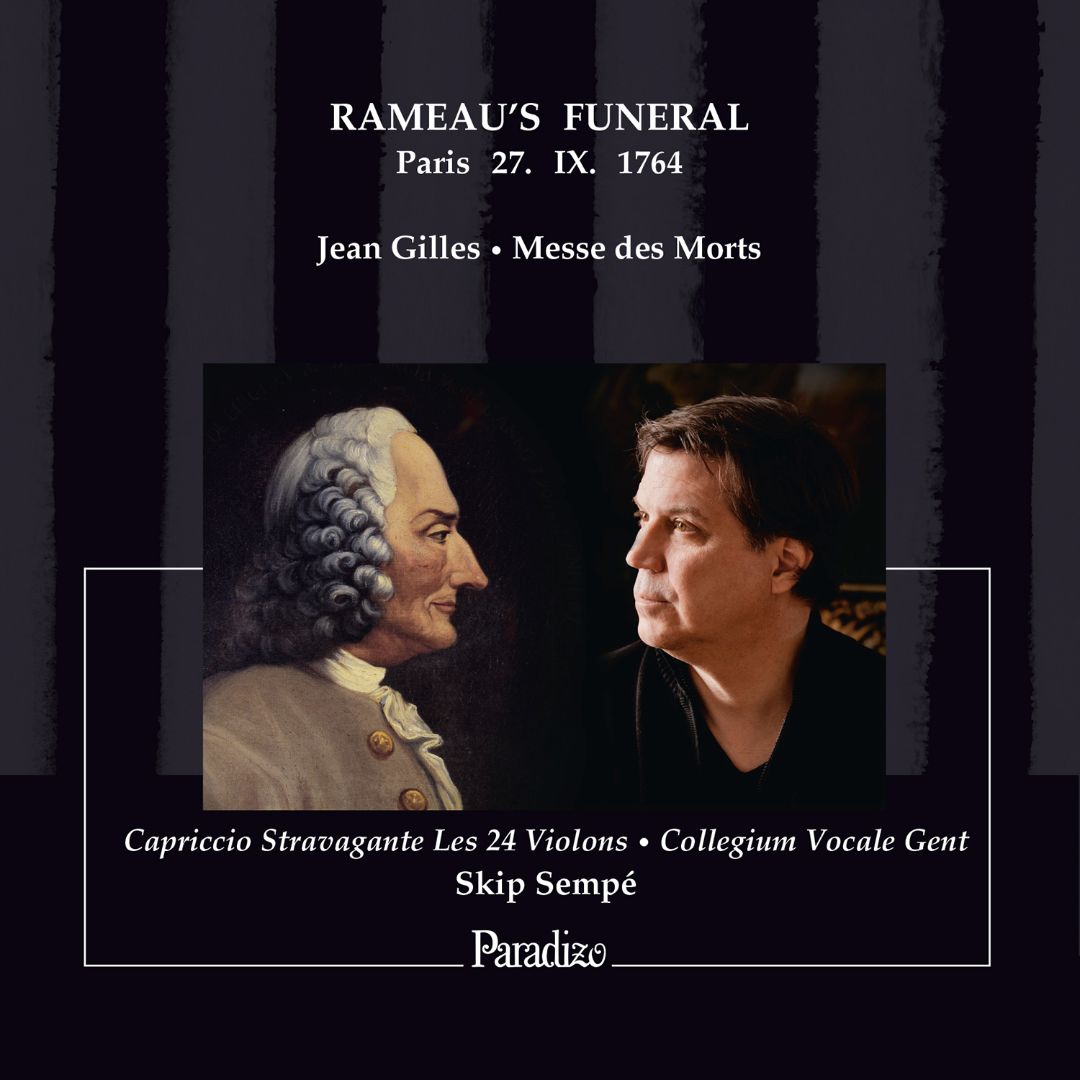 RAMEAU’S FUNERAL
Paris 27. IX. 1764
Jean Gilles • Messe des Morts
Capriccio Stravagante Les 24 Violons • Collegium Vocale Gent
Skip Sempé
Paradizo